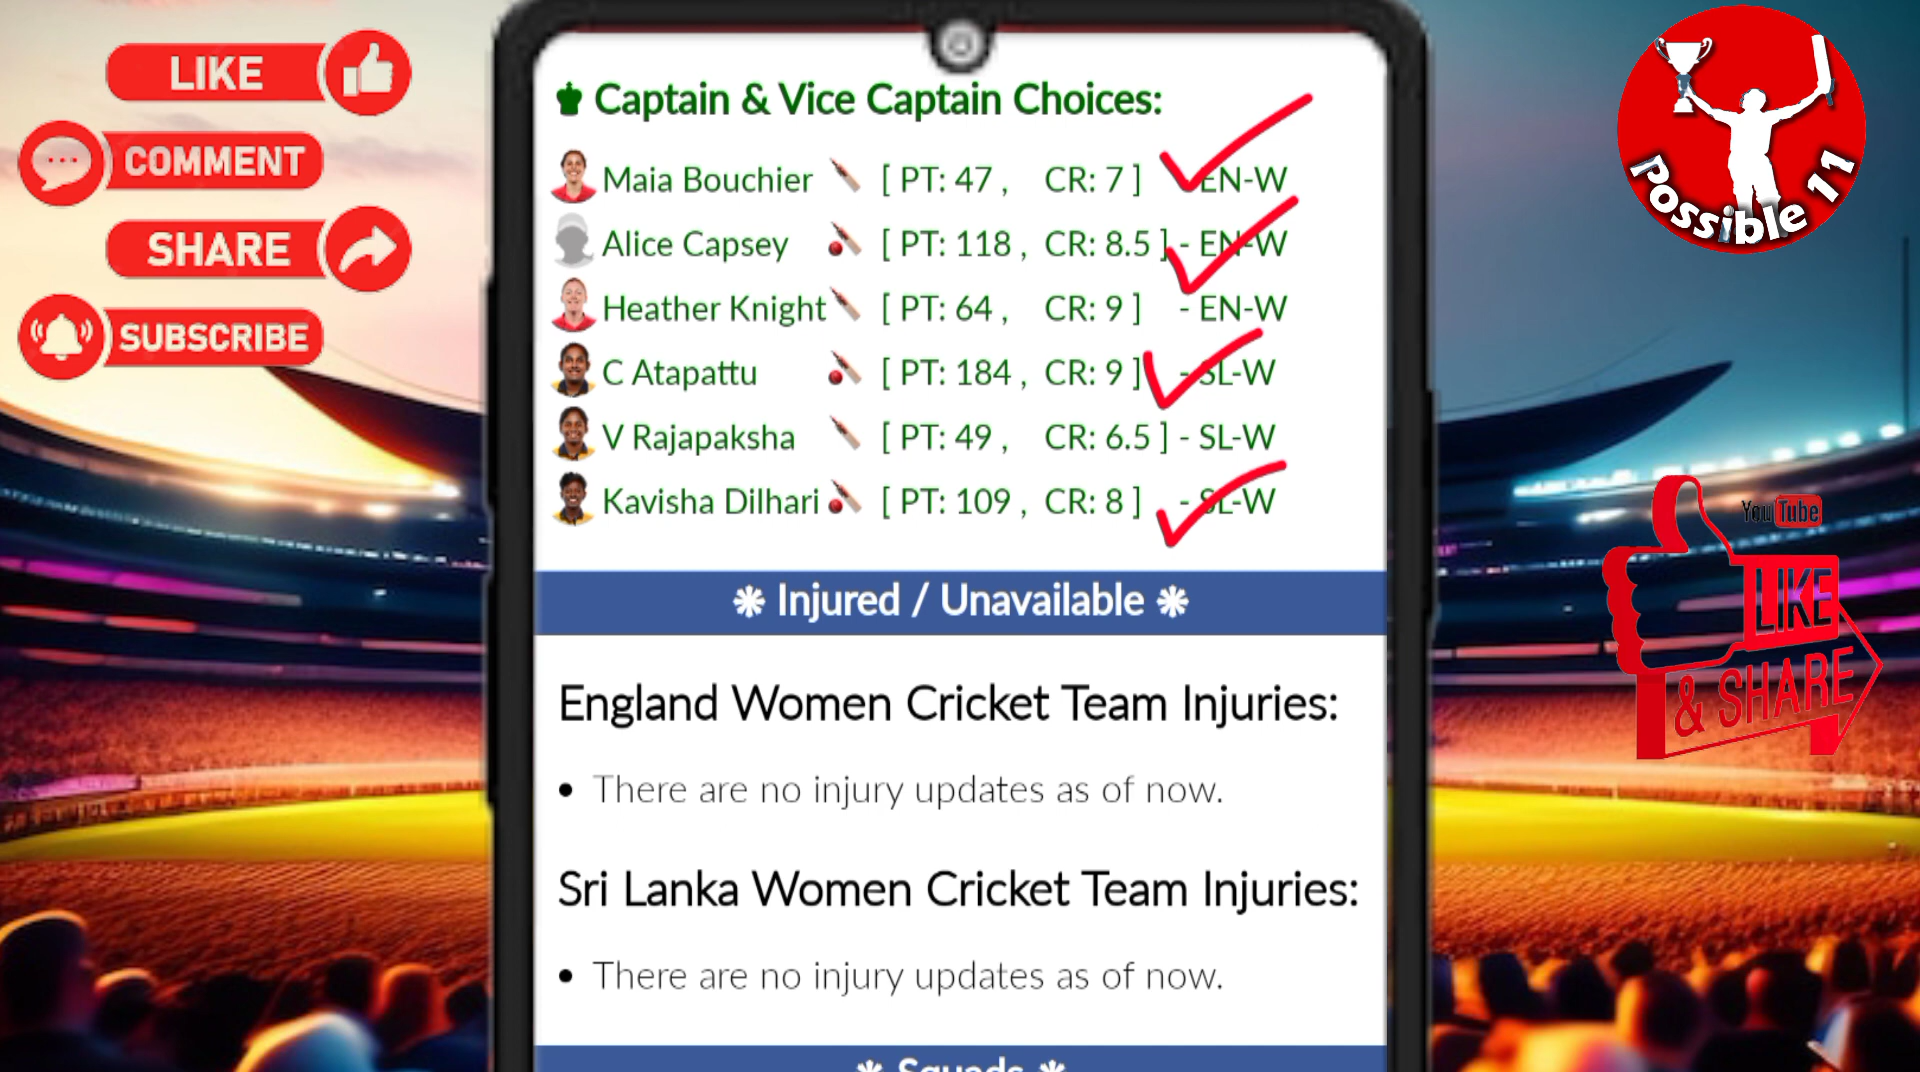 LIKE
COMMENT
SHARE
SUBSCRIBE
Captain & Vice Captain Choices:
Maia Bouchier [ PT: 47 , CR: 7 ] EN-W
Alice Capsey [ PT: 118 , CR: 8.5 ] - EN-W
Heather Knight [ PT: 64 , CR: 9 ] - EN-W
C Atapattu [ PT: 184 , CR: 9 ] - SL-W
V Rajapaksha [ PT: 49 , CR: 6.5 ] - SL-W
Kavisha Dilhari [ PT: 109 , CR: 8 ] - SL-W
Injured / Unavailable
England Women Cricket Team Injuries:
• There are no injury updates as of now.
Sri Lanka Women Cricket Team Injuries:
• There are no injury updates as of now.
Squads
Possible 11
YouTube
LIKE
& SHARE